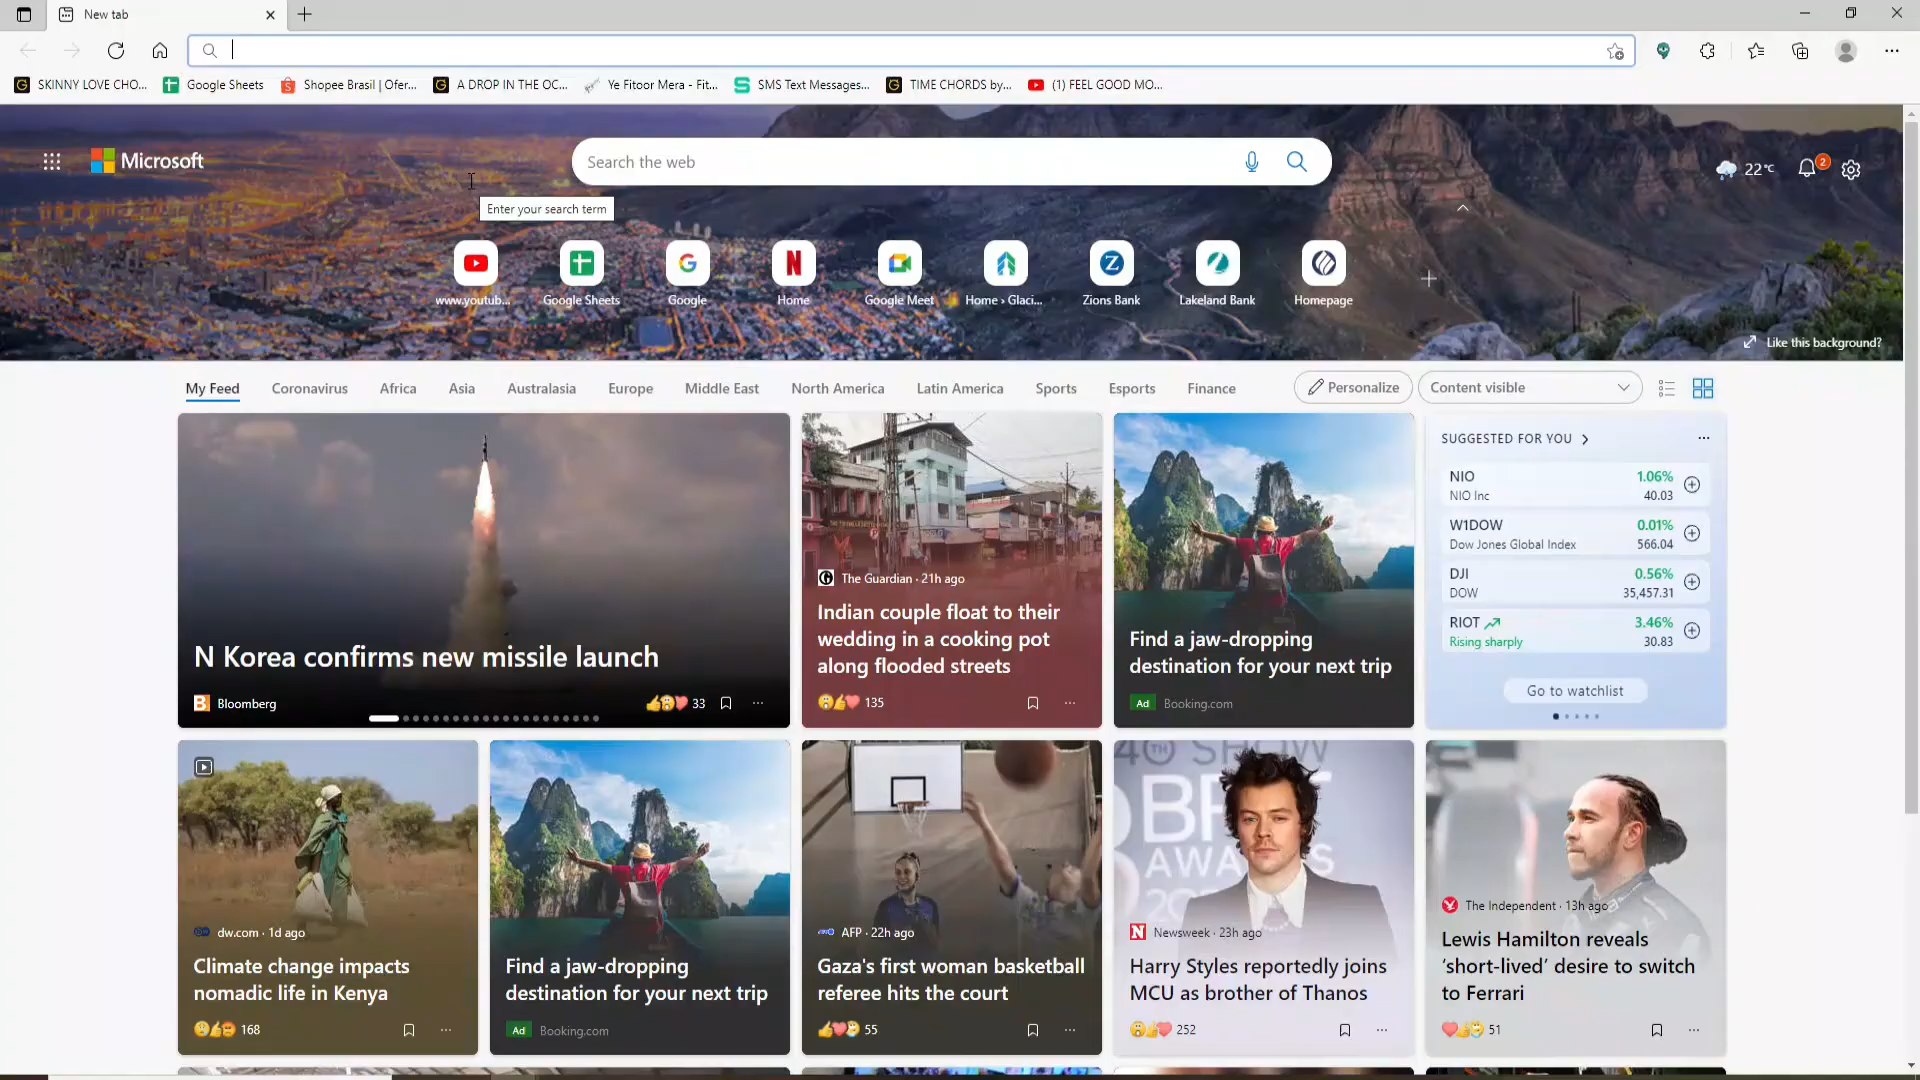 New tab
SKINNY LOVE CHO...
Google Sheets
Shopee Brasil | Ofer...
A DROP IN THE OC...
Ye Fitoor Mera - Fit...
SMS Text Messages...
TIME CHORDS by...
(1) FEEL GOOD MO...
Microsoft
Search the web
22°C
2
Enter your search term
www.youtub...
Google Sheets
Google
Home
Google Meet
Home › Glaci...
Zions Bank
Lakeland Bank
Homepage
Like this background?
My Feed
Coronavirus
Africa
Asia
Australasia
Europe
Middle East
North America
Latin America
Sports
Esports
Finance
Personalize
Content visible
N Korea confirms new missile launch
Bloomberg
33
The Guardian · 21h ago
Indian couple float to their
wedding in a cooking pot
along flooded streets
135
Find a jaw-dropping
destination for your next trip
Ad Booking.com
SUGGESTED FOR YOU
NIO 1.06%
NIO Inc 40.03
W1DOW 0.01%
Dow Jones Global Index 566.04
DJI 0.56%
DOW 35,457.31
RIOT 3.46%
Rising sharply 30.83
Go to watchlist
dw.com · 1d ago
Climate change impacts
nomadic life in Kenya
168
Find a jaw-dropping
destination for your next trip
Ad Booking.com
AFP · 22h ago
Gaza's first woman basketball
referee hits the court
55
Newsweek · 23h ago
Harry Styles reportedly joins
MCU as brother of Thanos
252
The Independent · 13h ago
Lewis Hamilton reveals
‘short-lived’ desire to switch
to Ferrari
51